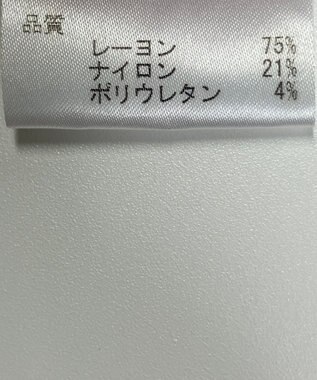 品質
レーヨン 75%
ナイロン 21%
ポリウレタン 4%